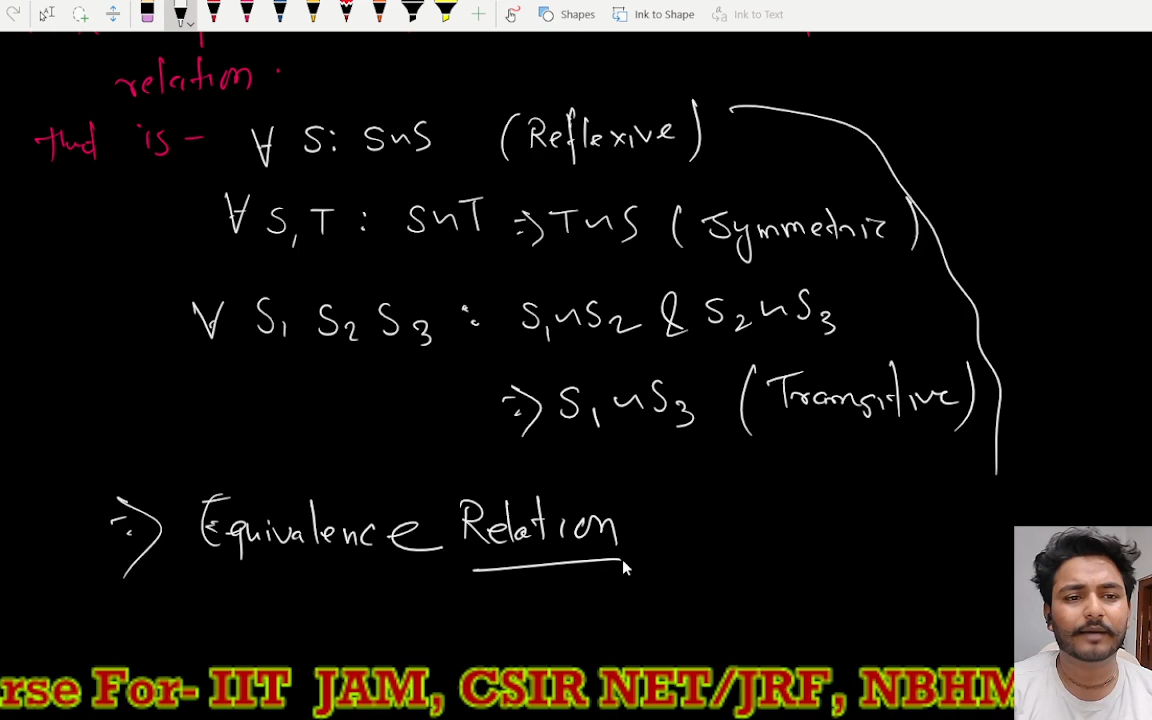 Shapes Ink to Shape Ink to Text
relation.
that is - ∀ S: S~S (Reflexive)
∀ S,T : S~T ⇒ T~S (Symmetric)
∀ S1 S2 S3 : S1~S2 & S2~S3
⇒ S1~S3 (Transitive)
⇒ Equivalence Relation
rse For- IIT JAM, CSIR NET/JRF, NBHM